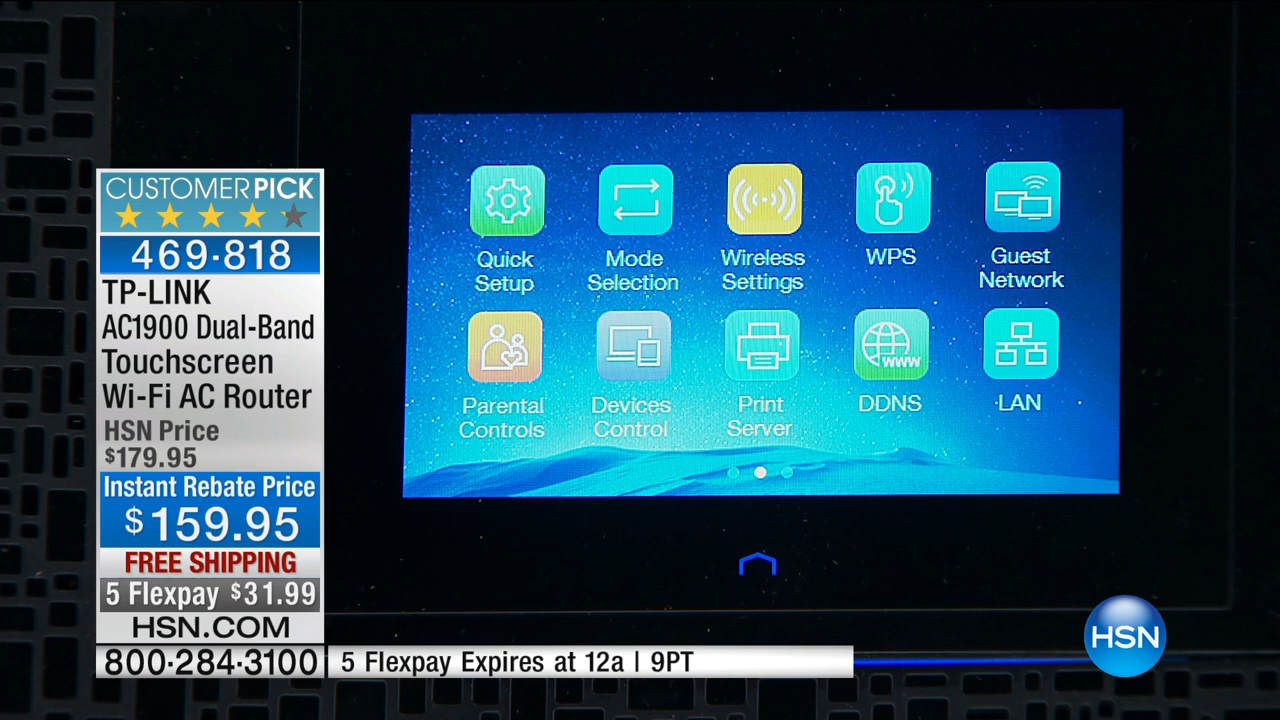 CUSTOMER PICK
469·818
TP-LINK
AC1900 Dual-Band
Touchscreen
Wi-Fi AC Router
HSN Price
$179.95
Instant Rebate Price
$159.95
FREE SHIPPING
5 Flexpay $31.99
HSN.COM
800·284·3100
5 Flexpay Expires at 12a | 9PT
Quick
Setup
Mode
Selection
Wireless
Settings
WPS
Guest
Network
Parental
Controls
Devices
Control
Print
Server
www
DDNS
LAN
HSN